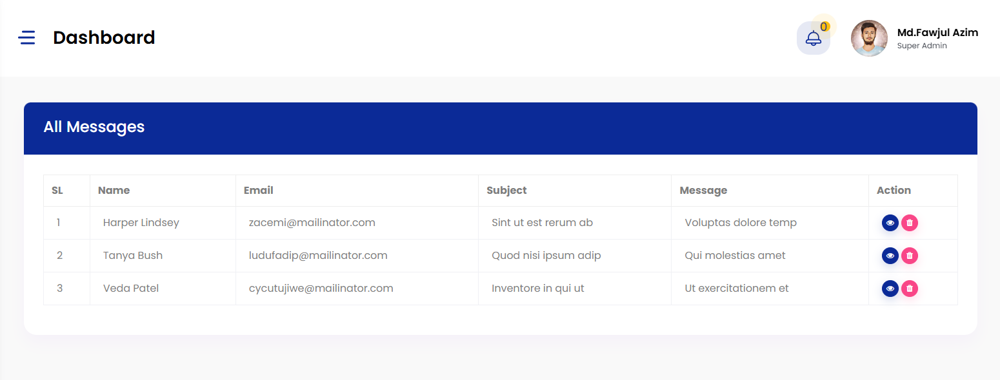 Dashboard
0
Md.Fawjul Azim
Super Admin
All Messages
SL Name Email Subject Message Action
1 Harper Lindsey zacemi@mailinator.com Sint ut est rerum ab Voluptas dolore temp
2 Tanya Bush ludufadip@mailinator.com Quod nisi ipsum adip Qui molestias amet
3 Veda Patel cycutujiwe@mailinator.com Inventore in qui ut Ut exercitationem et